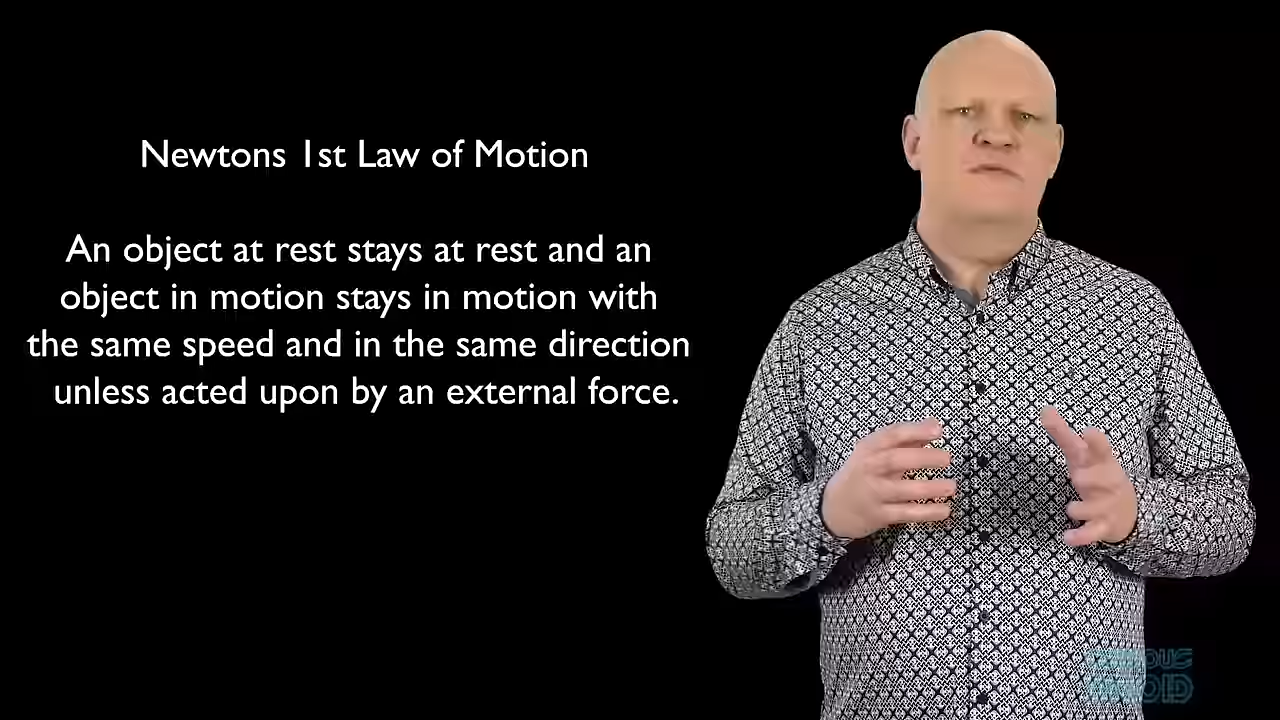 Newtons 1st Law of Motion
An object at rest stays at rest and an
object in motion stays in motion with
the same speed and in the same direction
unless acted upon by an external force.